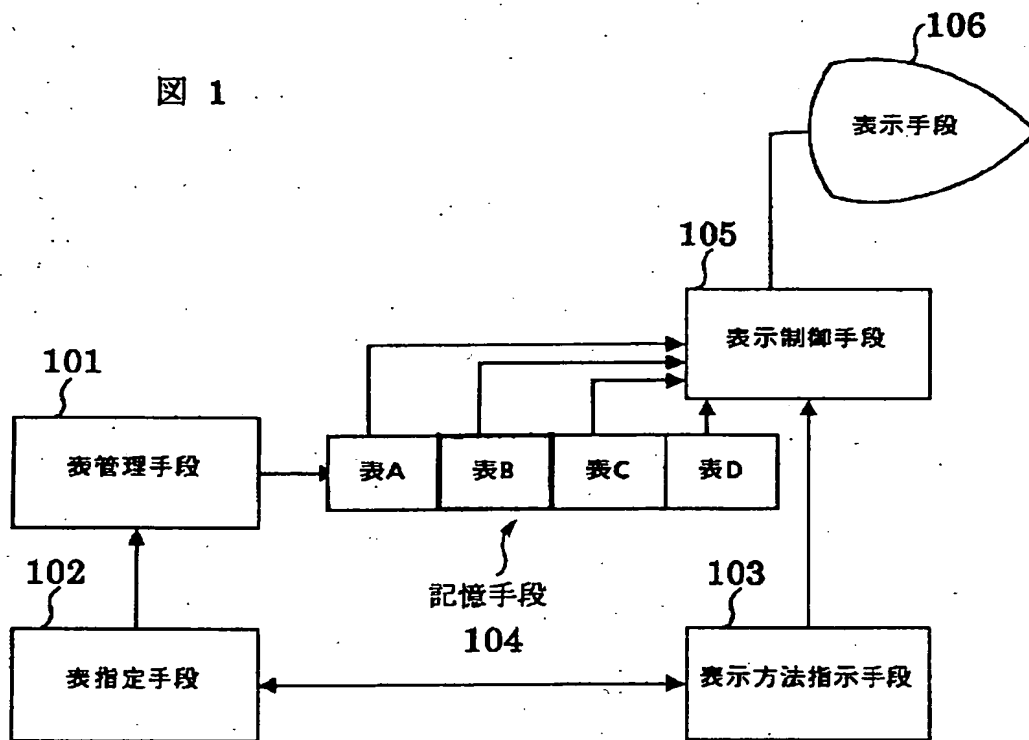 106
図 1
表示手段
105
表示制御手段
101
表管理手段
表A
表B
表C
表D
102
記憶手段
103
104
表指定手段
表示方法指示手段